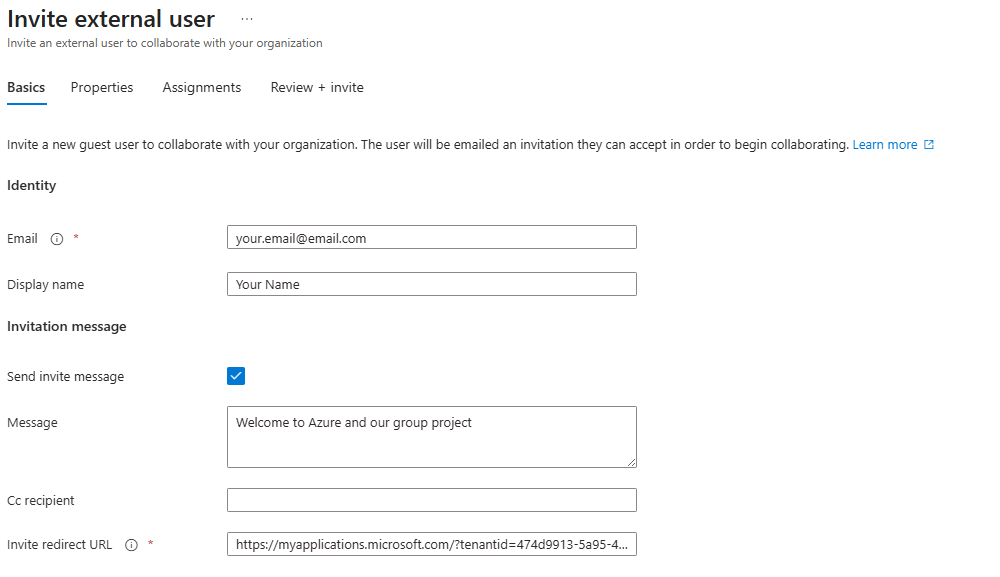 Invite external user ...
Invite an external user to collaborate with your organization
Basics Properties Assignments Review + invite
Invite a new guest user to collaborate with your organization. The user will be emailed an invitation they can accept in order to begin collaborating. Learn more
Identity
Email * your.email@email.com
Display name Your Name
Invitation message
Send invite message
Message Welcome to Azure and our group project
Cc recipient
Invite redirect URL * https://myapplications.microsoft.com/?tenantid=474d9913-5a95-4...